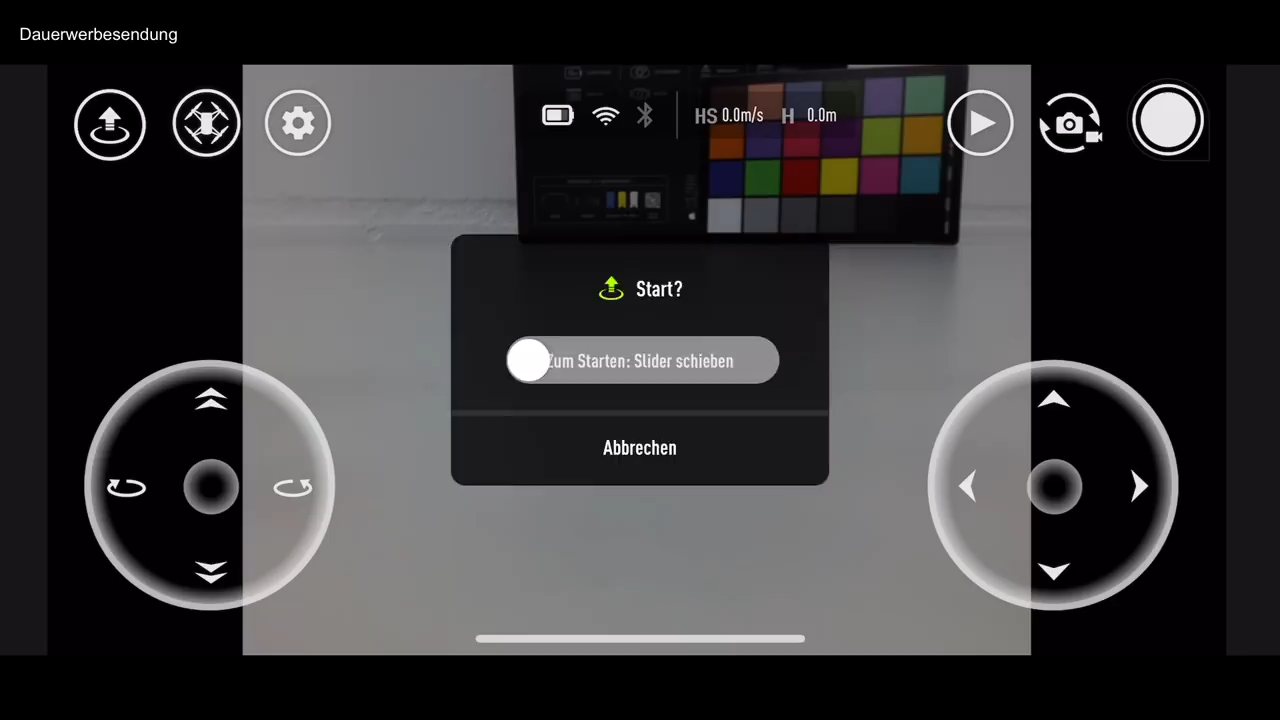 Dauerwerbesendung
HS 0.0m/s H 0.0m
Start?
Zum Starten: Slider schieben
Abbrechen